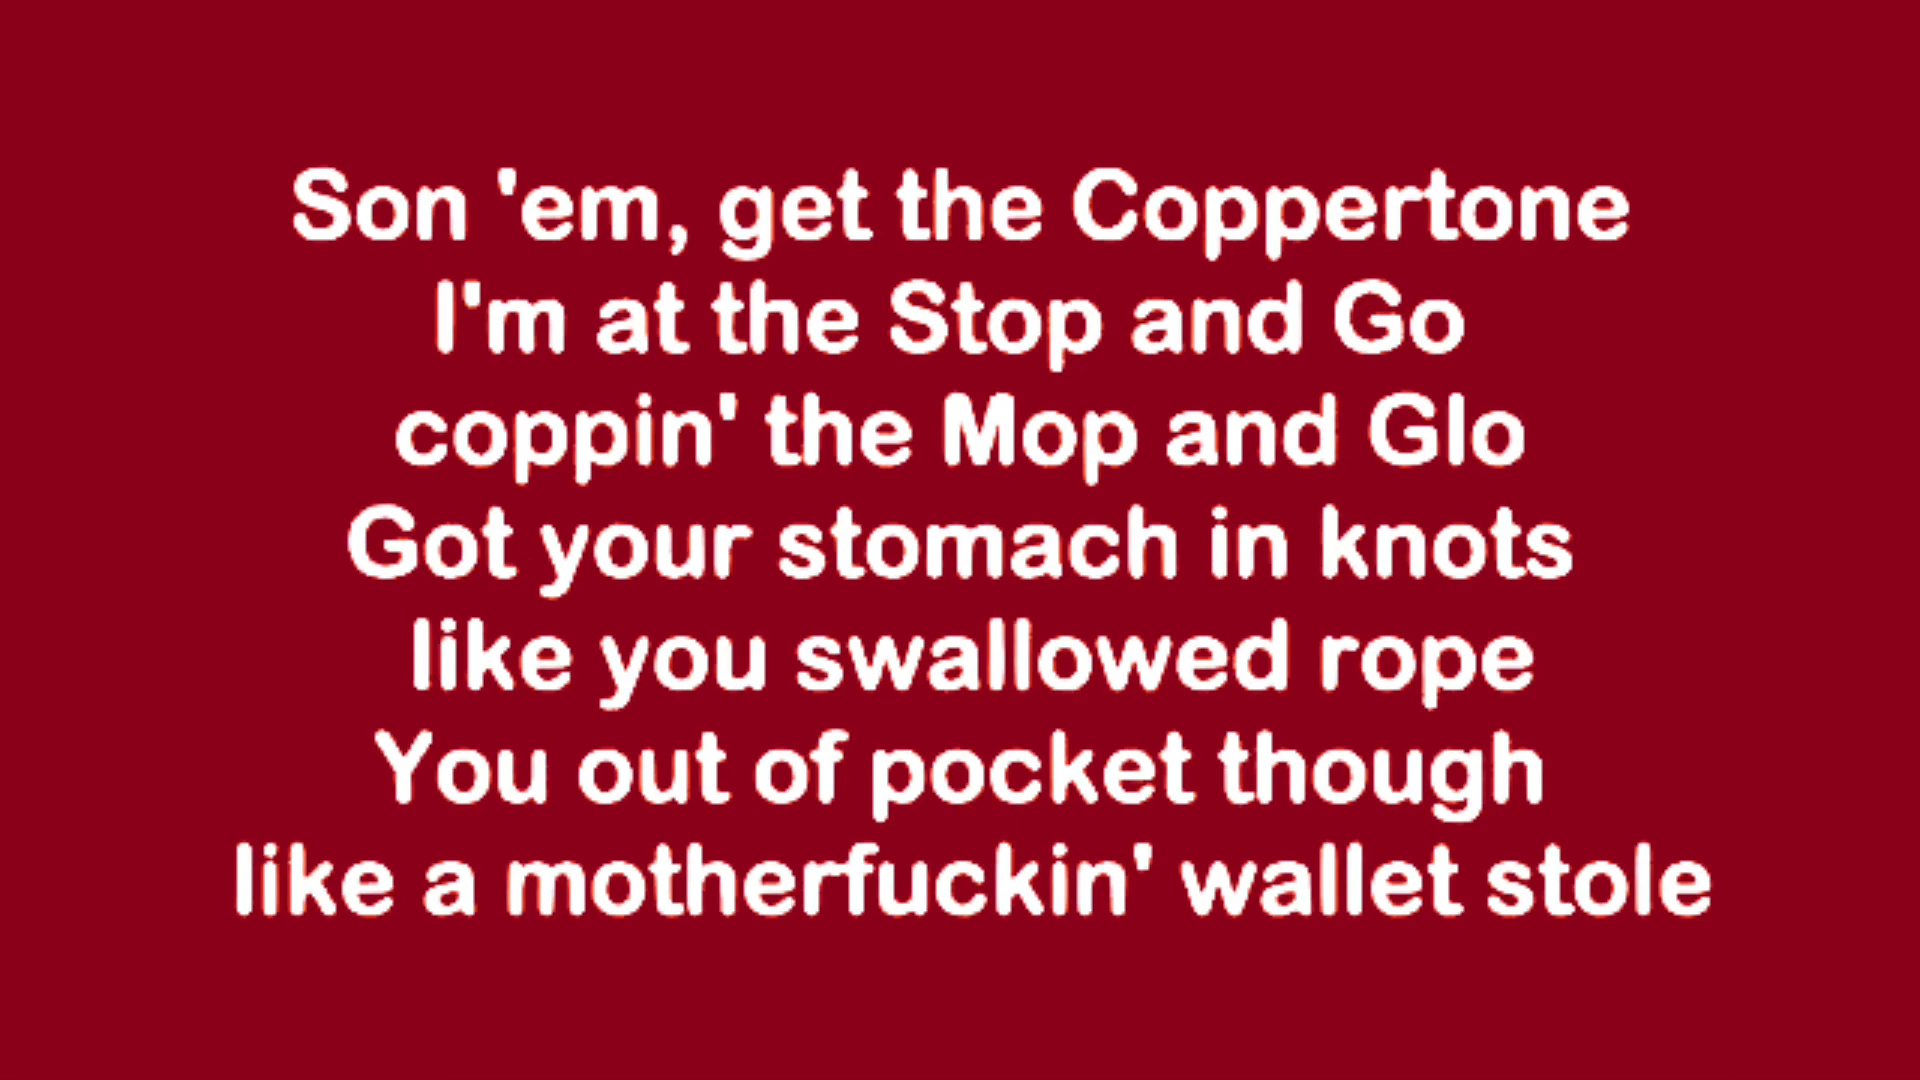 Son 'em, get the Coppertone
I'm at the Stop and Go
coppin' the Mop and Glo
Got your stomach in knots
like you swallowed rope
You out of pocket though
like a motherfuckin' wallet stole